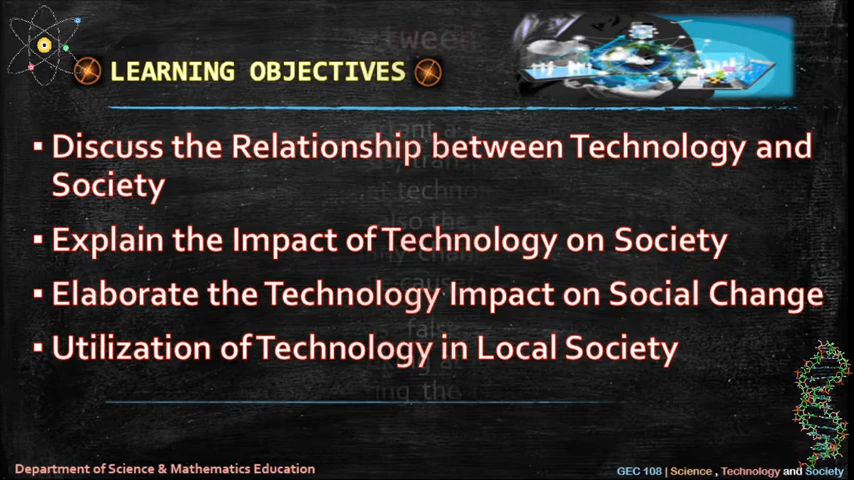 LEARNING OBJECTIVES
▪ Discuss the Relationship between Technology and
Society
▪ Explain the Impact of Technology on Society
▪ Elaborate the Technology Impact on Social Change
▪ Utilization of Technology in Local Society
Department of Science & Mathematics Education
GEC 108 | Science , Technology and Society